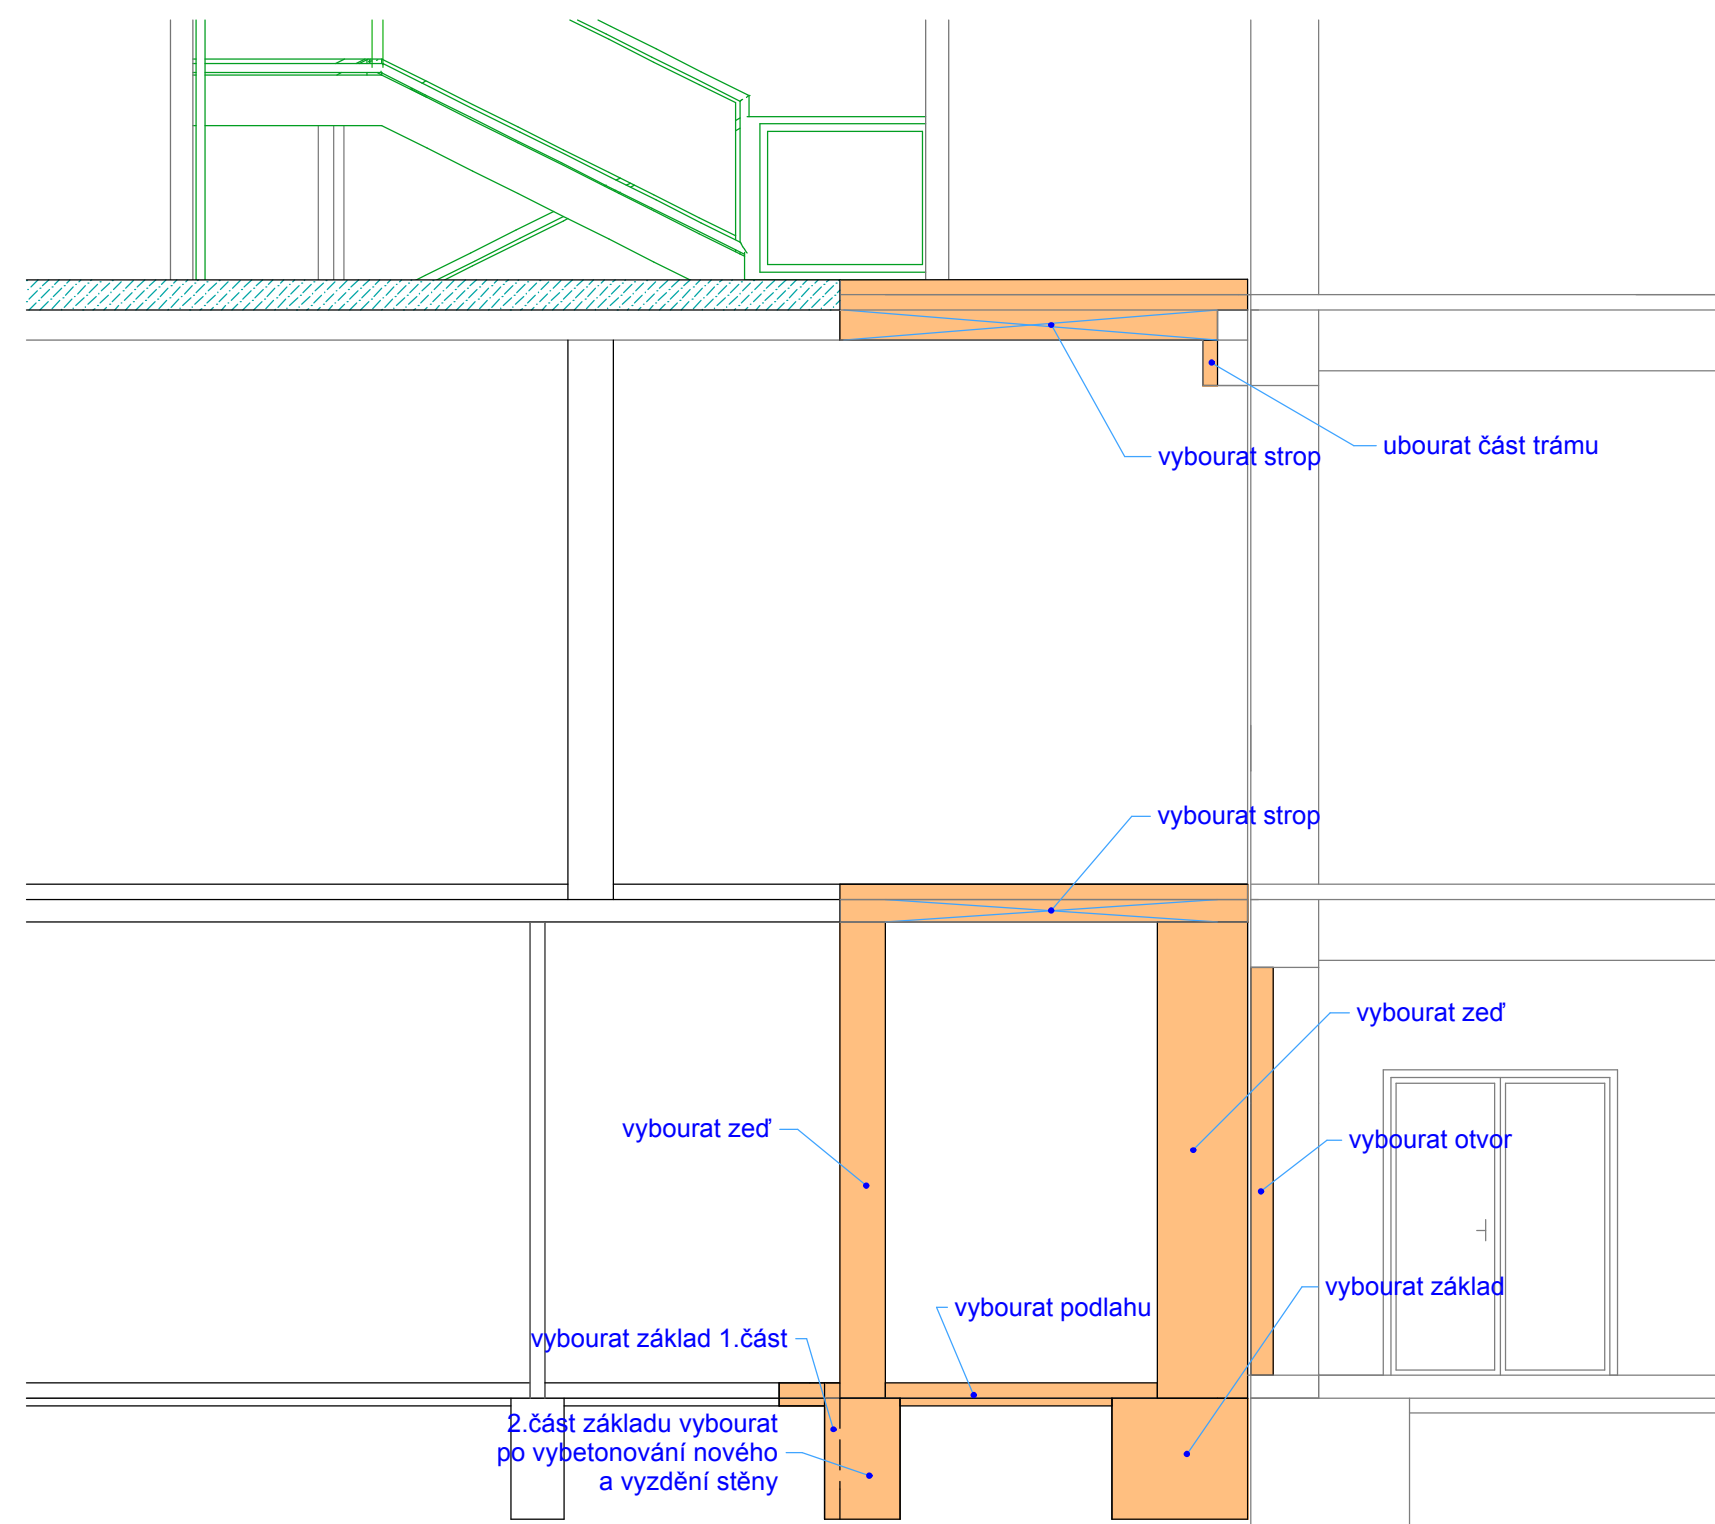 ubourat část trámu
vybourat strop
vybourat strop
vybourat zeď
vybourat zeď
vybourat otvor
vybourat základ
vybourat podlahu
vybourat základ 1.část
2.část základu vybourat
po vybetonování nového
a vyzdění stěny